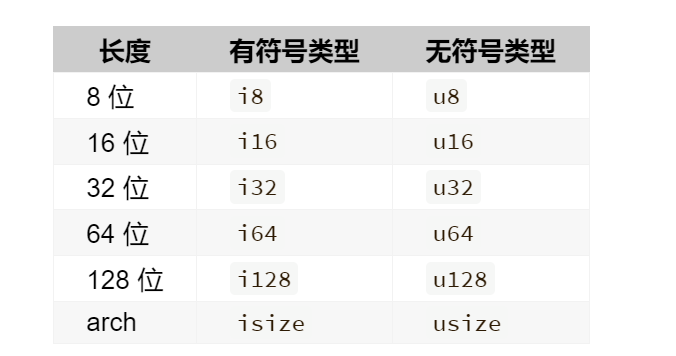 长度 有符号类型 无符号类型
8 位 i8 u8
16 位 i16 u16
32 位 i32 u32
64 位 i64 u64
128 位 i128 u128
arch isize usize